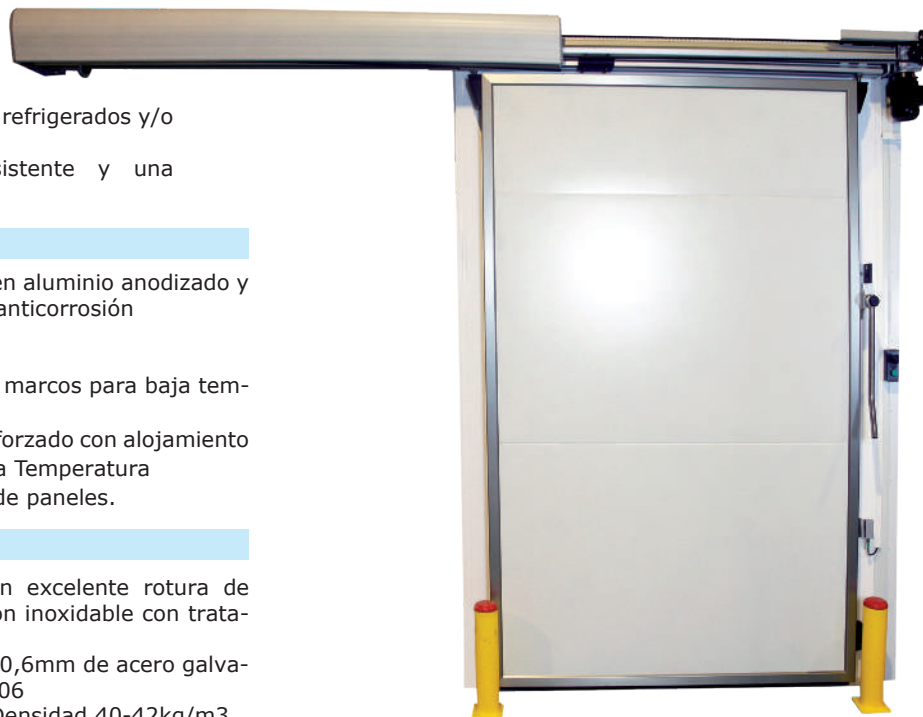 refrigerados y/o
y una
en aluminio anodizado y
anticorrosión
marcos para baja tem-
forzado con alojamiento
a Temperatura
de paneles.
excelente rotura de
inoxidable con trata-
0,6mm de acero galva-
06
Densidad 40-42kg/m3